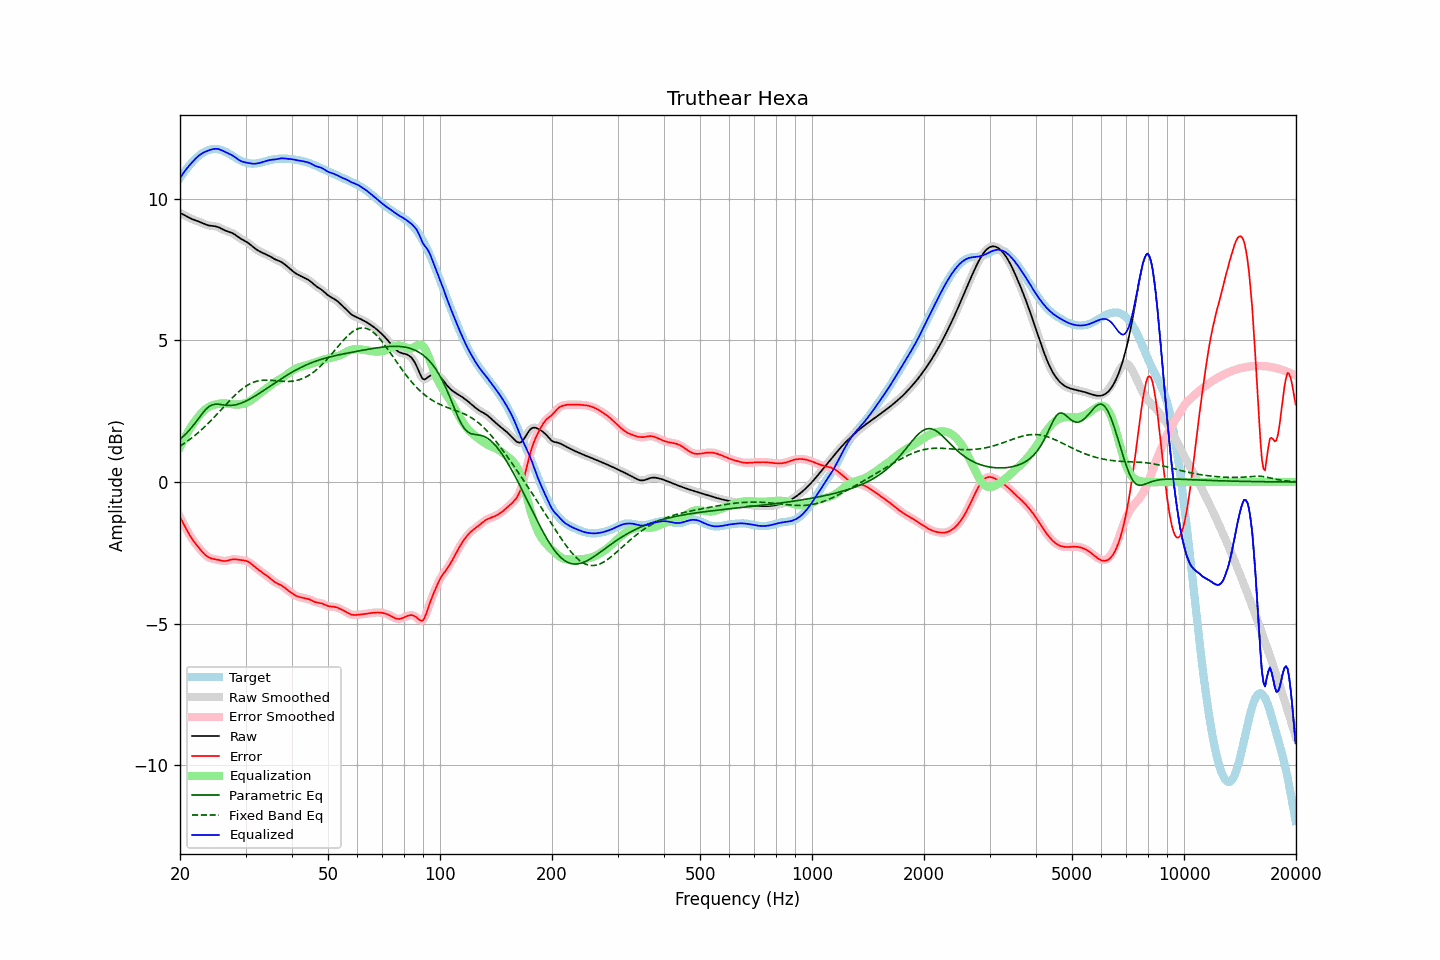 Truthear Hexa
Amplitude (dBr)
10
5
0
−5
−10
Target
Raw Smoothed
Error Smoothed
Raw
Error
Equalization
Parametric Eq
Fixed Band Eq
Equalized
20 50 100 200 500 1000 2000 5000 10000 20000
Frequency (Hz)